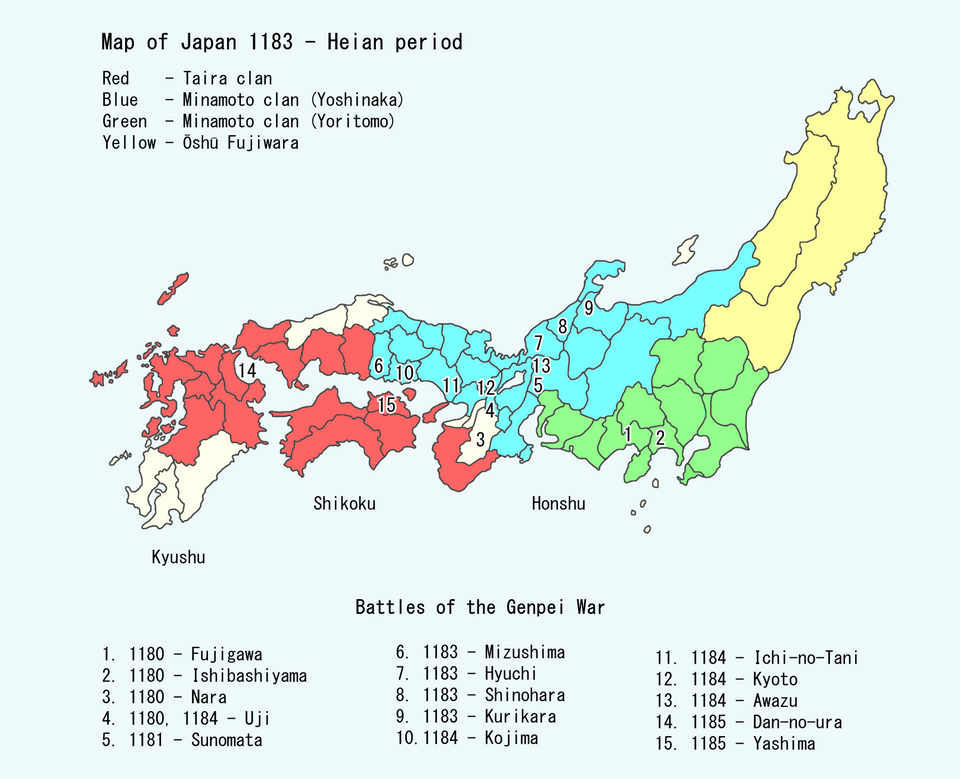 Map of Japan 1183 – Heian period
Red – Taira clan
Blue – Minamoto clan (Yoshinaka)
Green – Minamoto clan (Yoritomo)
Yellow – Ōshū Fujiwara
9
8
7
6
13
14
10
11
12
5
15
4
3
1
2
Shikoku
Honshu
Kyushu
Battles of the Genpei War
1. 1180 – Fujigawa
2. 1180 – Ishibashiyama
3. 1180 – Nara
4. 1180, 1184 – Uji
5. 1181 – Sunomata
6. 1183 – Mizushima
7. 1183 – Hyuchi
8. 1183 – Shinohara
9. 1183 – Kurikara
10. 1184 – Kojima
11. 1184 – Ichi-no-Tani
12. 1184 – Kyoto
13. 1184 – Awazu
14. 1185 – Dan-no-ura
15. 1185 – Yashima